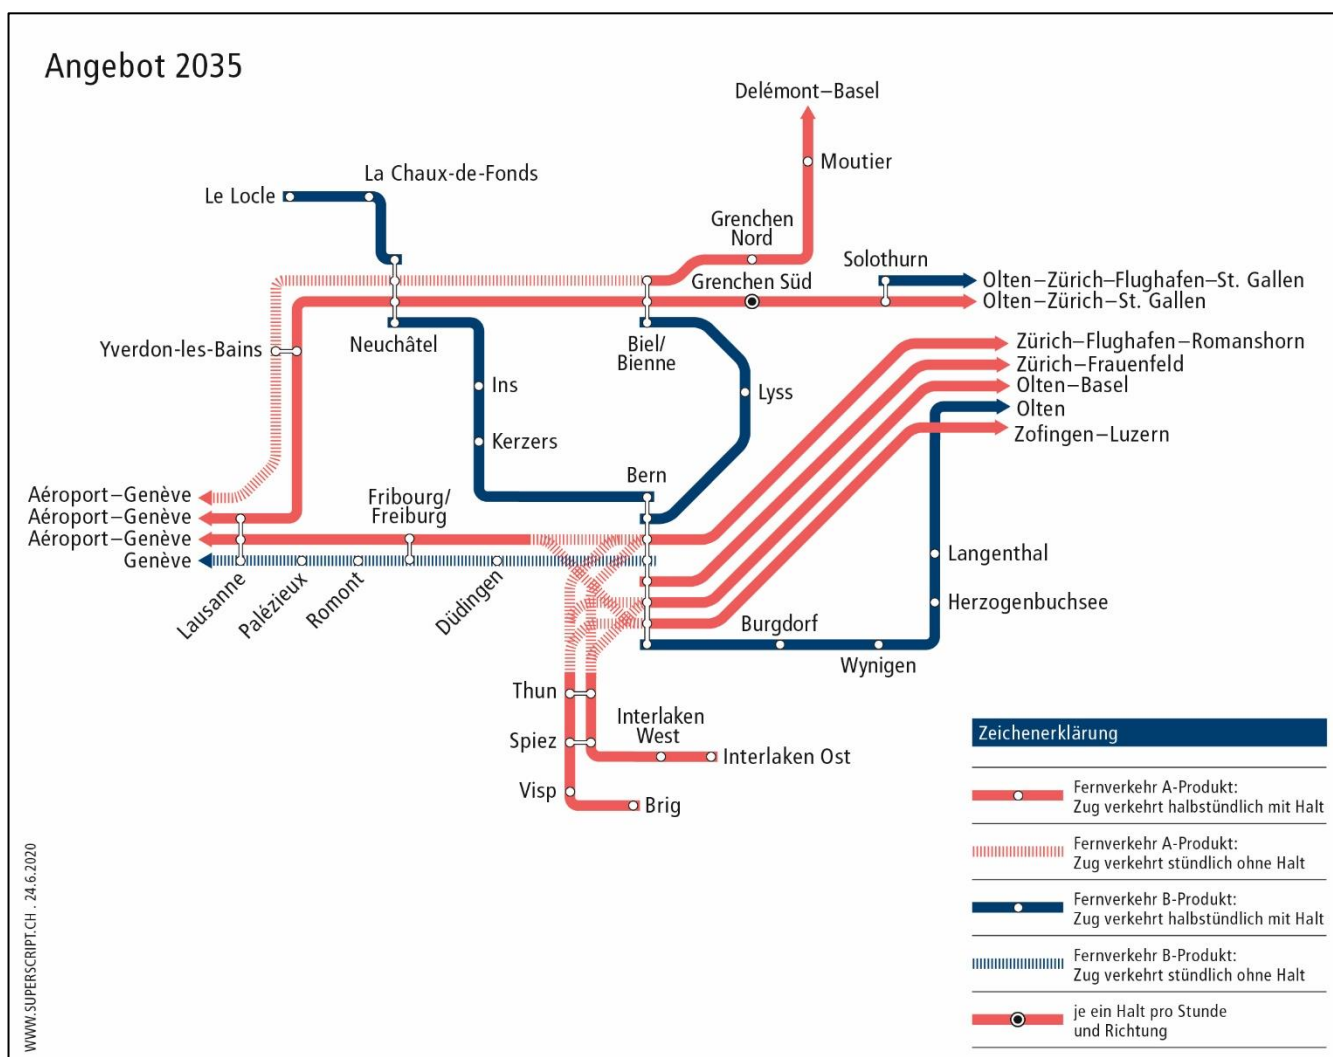 Angebot 2035
Delémont–Basel
Moutier
La Chaux-de-Fonds
Le Locle
Grenchen
Nord
Solothurn
Grenchen Süd
Olten–Zürich–Flughafen–St. Gallen
Olten–Zürich–St. Gallen
Yverdon-les-Bains
Neuchâtel
Biel/
Bienne
Zürich–Flughafen–Romanshorn
Zürich–Frauenfeld
Olten–Basel
Olten
Zofingen–Luzern
Ins
Lyss
Kerzers
Bern
Fribourg/
Freiburg
Aéroport–Genève
Aéroport–Genève
Aéroport–Genève
Genève
Lausanne
Palézieux
Romont
Düdingen
Langenthal
Herzogenbuchsee
Burgdorf
Wynigen
Thun
Spiez
Visp
Interlaken
West
Interlaken Ost
Brig
Zeichenerklärung
Fernverkehr A-Produkt:
Zug verkehrt halbstündlich mit Halt
Fernverkehr A-Produkt:
Zug verkehrt stündlich ohne Halt
Fernverkehr B-Produkt:
Zug verkehrt halbstündlich mit Halt
Fernverkehr B-Produkt:
Zug verkehrt stündlich ohne Halt
je ein Halt pro Stunde
und Richtung
WWW.SUPERSCRIPT.CH . 24.6.2020